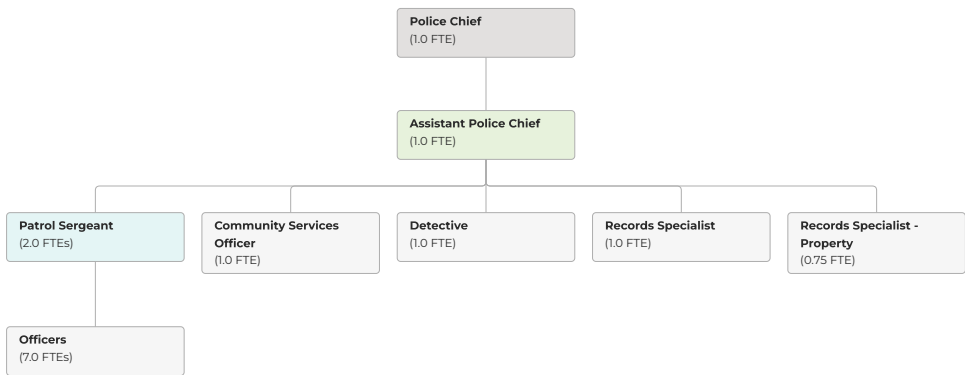 Police Chief
(1.0 FTE)
Assistant Police Chief
(1.0 FTE)
Patrol Sergeant
(2.0 FTEs)
Community Services
Officer
(1.0 FTE)
Detective
(1.0 FTE)
Records Specialist
(1.0 FTE)
Records Specialist -
Property
(0.75 FTE)
Officers
(7.0 FTEs)